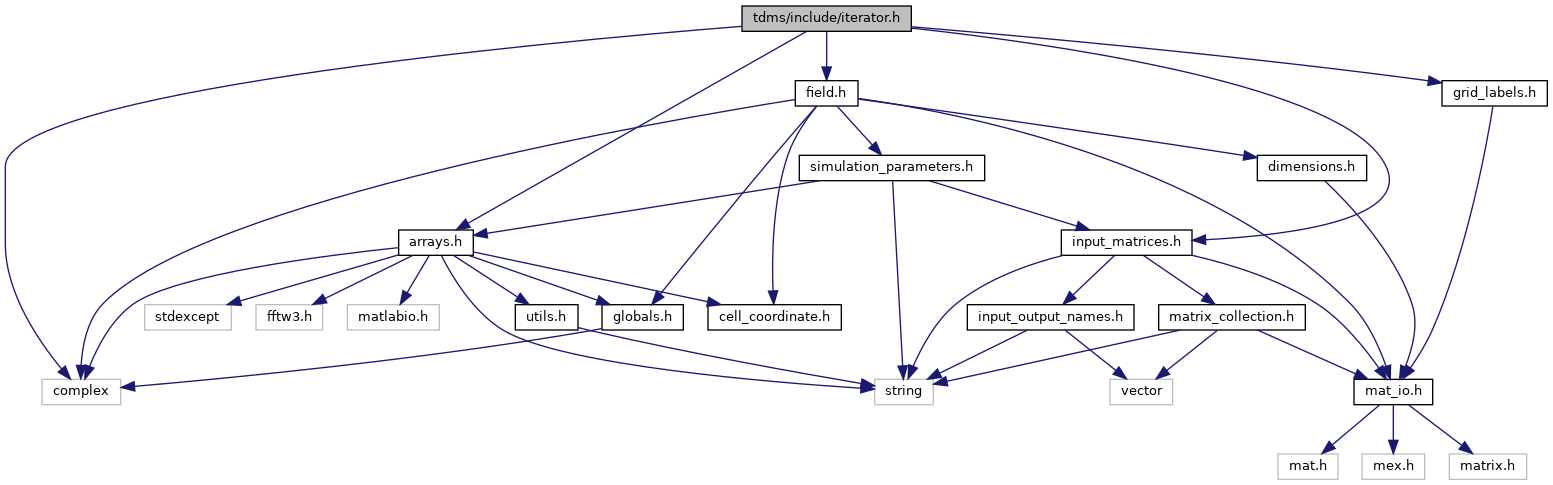 tdms/include/iterator.h
field.h
grid_labels.h
simulation_parameters.h
dimensions.h
arrays.h
input_matrices.h
stdexcept
fftw3.h
matlabio.h
utils.h
globals.h
cell_coordinate.h
input_output_names.h
matrix_collection.h
complex
string
vector
mat_io.h
mat.h
mex.h
matrix.h